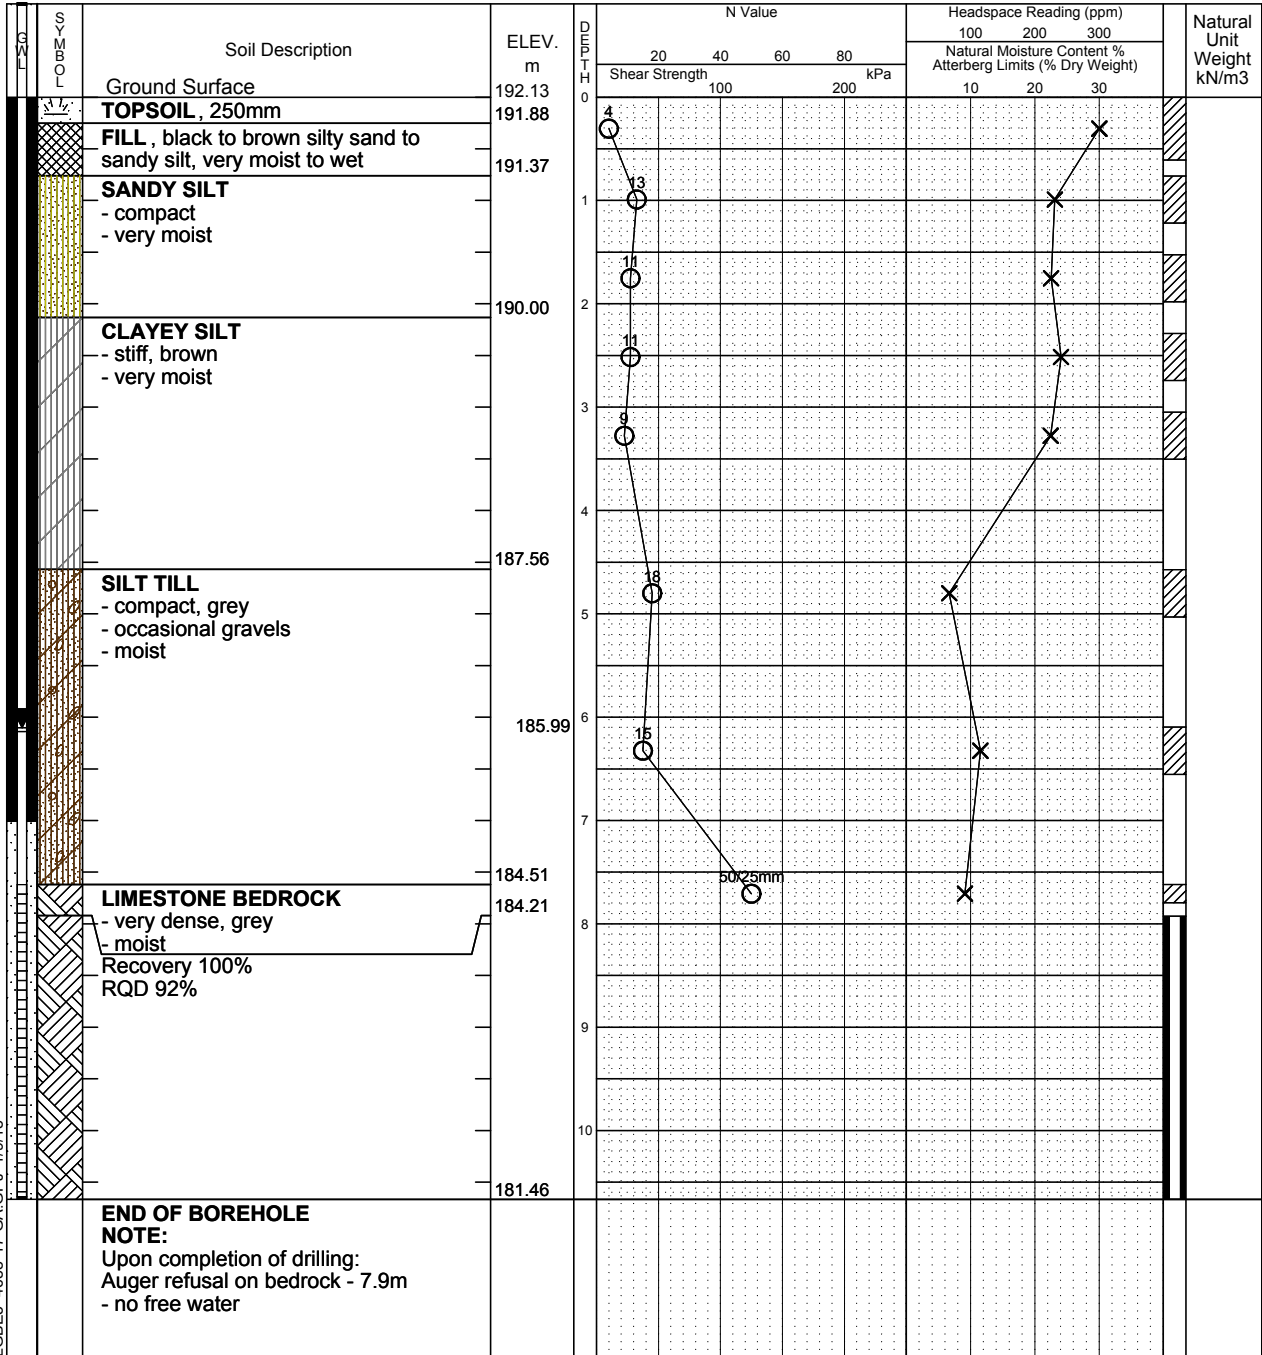 GWL
SYMBOL
Soil Description
ELEV.
m
DEPTH
N Value
20 40 60 80
Shear Strength kPa
100 200
Headspace Reading (ppm)
100 200 300
Natural Moisture Content %
Atterberg Limits (% Dry Weight)
10 20 30
Natural
Unit
Weight
kN/m3
Ground Surface 192.13 0
TOPSOIL, 250mm 191.88
4
FILL, black to brown silty sand to
sandy silt, very moist to wet 191.37
SANDY SILT
13
- compact
1
- very moist
11
190.00 2
CLAYEY SILT
- stiff, brown
11
- very moist
3
9
4
187.56
SILT TILL
18
- compact, grey
- occasional gravels
5
- moist
185.99 6
15
7
184.51
50/25mm
LIMESTONE BEDROCK 184.21
- very dense, grey
8
- moist
Recovery 100%
RQD 92%
9
10
181.46
END OF BOREHOLE
NOTE:
Upon completion of drilling:
Auger refusal on bedrock - 7.9m
- no free water